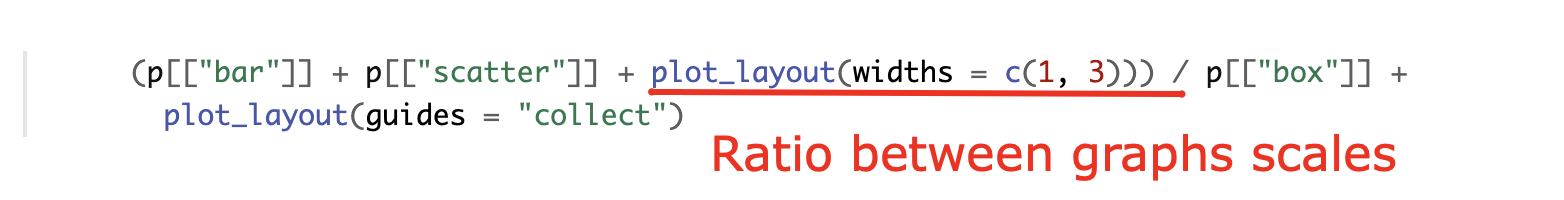 (p[["bar"]] + p[["scatter"]] + plot_layout(widths = c(1, 3))) / p[["box"]] +
plot_layout(guides = "collect")
Ratio between graphs scales